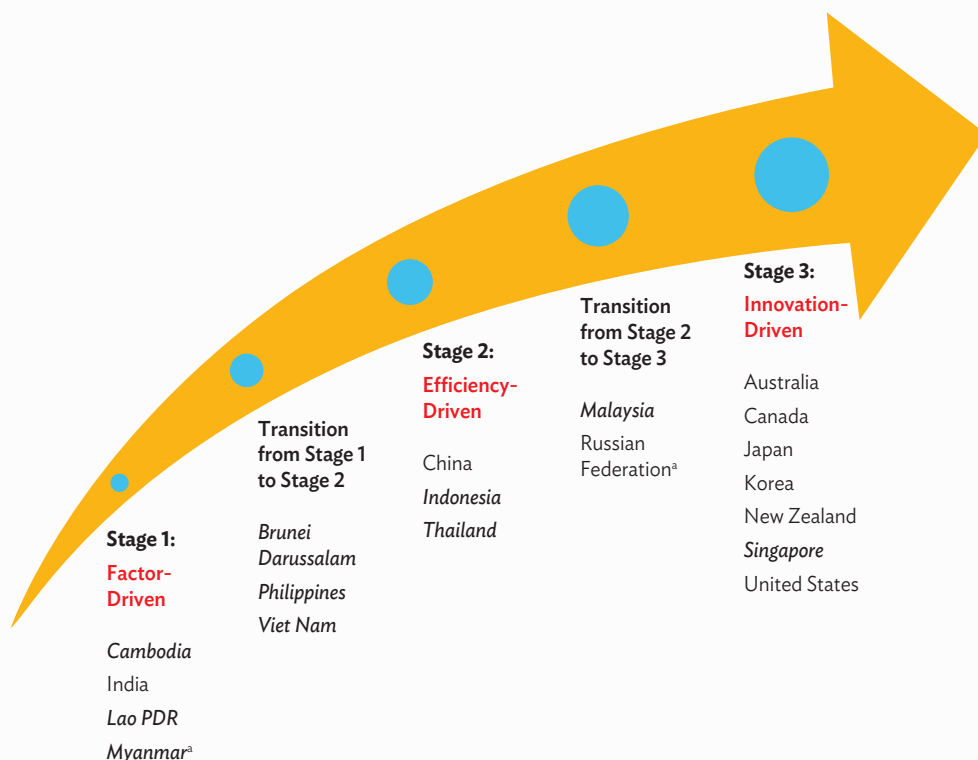 Stage 1:
Factor-
Driven
Cambodia
India
Lao PDR
Myanmarᵃ
Transition
from Stage 1
to Stage 2
Brunei
Darussalam
Philippines
Viet Nam
Stage 2:
Efficiency-
Driven
China
Indonesia
Thailand
Transition
from Stage 2
to Stage 3
Malaysia
Russian
Federationᵃ
Stage 3:
Innovation-
Driven
Australia
Canada
Japan
Korea
New Zealand
Singapore
United States